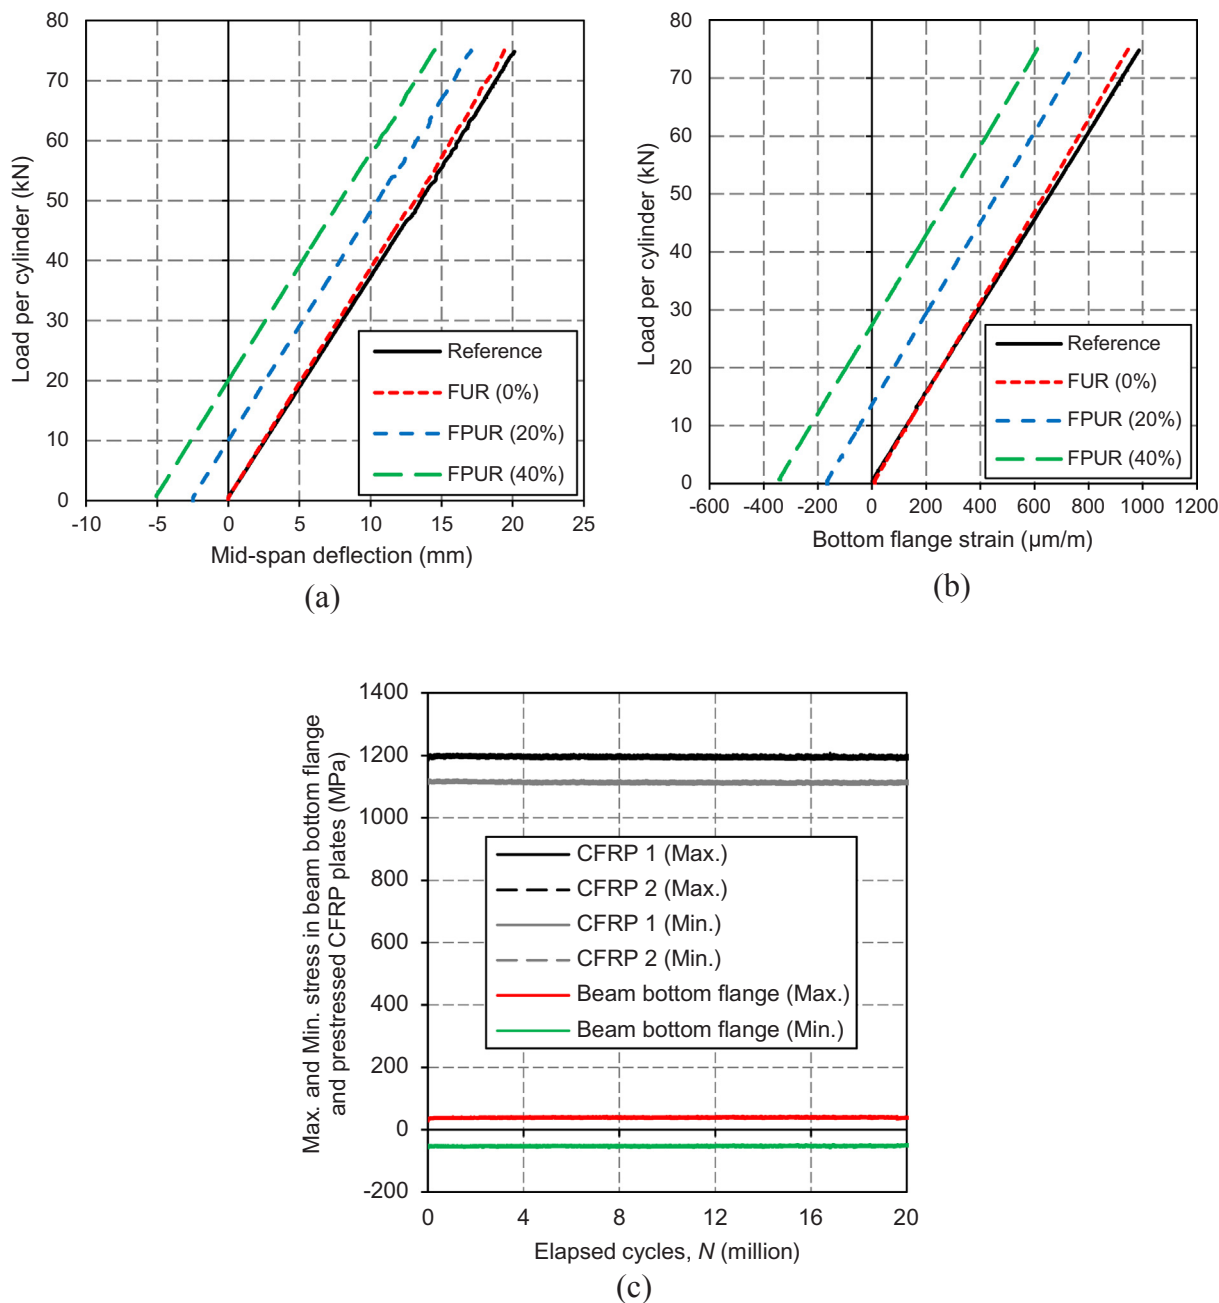 80
70
60
50
40
30
20
10
0
Load per cylinder (kN)
-10
-5
0
5
10
15
20
25
Mid-span deflection (mm)
Reference
FUR (0%)
FPUR (20%)
FPUR (40%)
(a)
80
70
60
50
40
30
20
10
0
Load per cylinder (kN)
-600
-400
-200
0
200
400
600
800
1000
1200
Bottom flange strain (µm/m)
Reference
FUR (0%)
FPUR (20%)
FPUR (40%)
(b)
1400
1200
1000
800
600
400
200
0
-200
Max. and Min. stress in beam bottom flange
and prestressed CFRP plates (MPa)
CFRP 1 (Max.)
CFRP 2 (Max.)
CFRP 1 (Min.)
CFRP 2 (Min.)
Beam bottom flange (Max.)
Beam bottom flange (Min.)
0
4
8
12
16
20
Elapsed cycles, N (million)
(c)